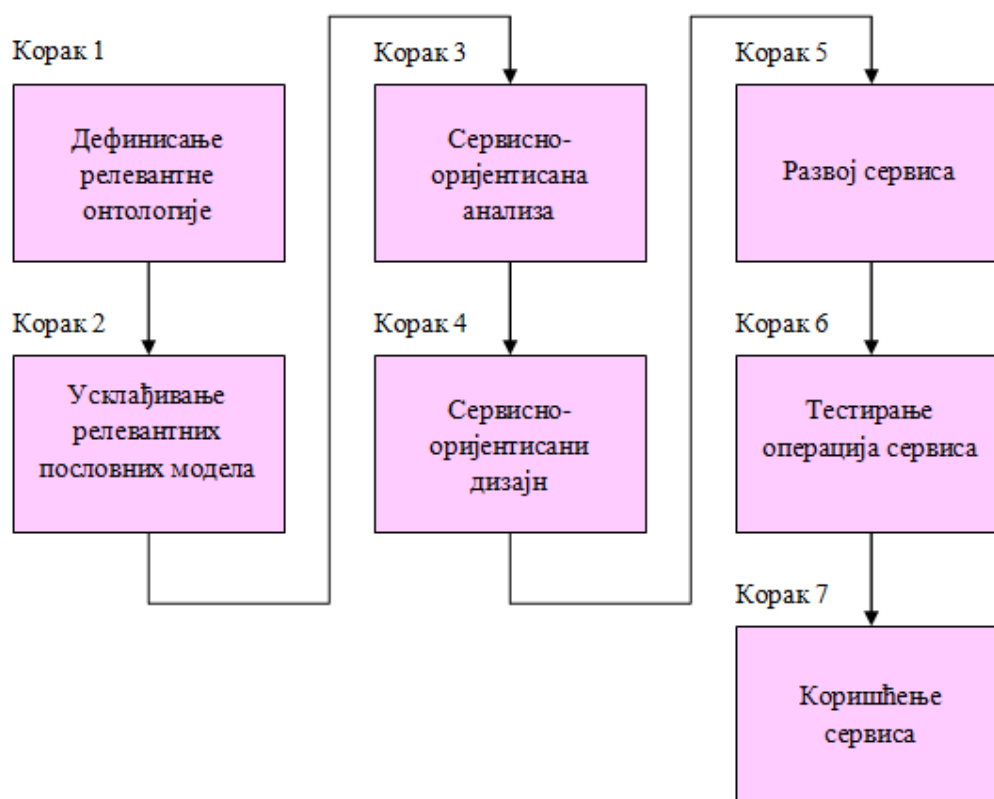 Корак 1
Дефинисање
релевантне
онтологије
Корак 2
Усклађивање
релевантних
пословних модела
Корак 3
Сервисно-
оријентисана
анализа
Корак 4
Сервисно-
оријентисани
дизајн
Корак 5
Развој сервиса
Корак 6
Тестирање
операција сервиса
Корак 7
Коришћење
сервиса